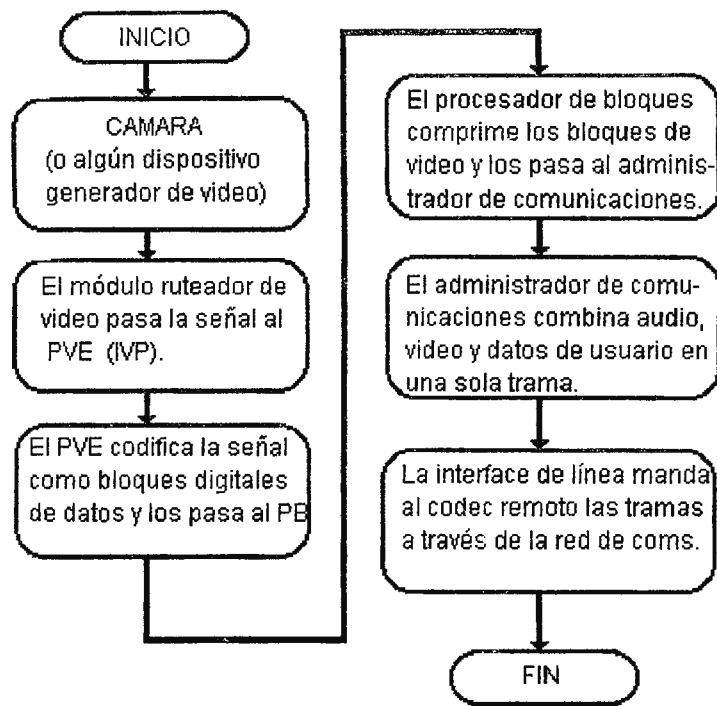 INICIO
CAMARA
(o algún dispositivo
generador de video)
El módulo ruteador de
video pasa la señal al
PVE (IVP).
El PVE codifica la señal
como bloques digitales
de datos y los pasa al PB
El procesador de bloques
comprime los bloques de
video y los pasa al adminis-
trador de comunicaciones.
El administrador de comu-
nicaciones combina audio,
video y datos de usuario en
una sola trama.
La interface de línea manda
al codec remoto las tramas
a través de la red de coms.
FIN